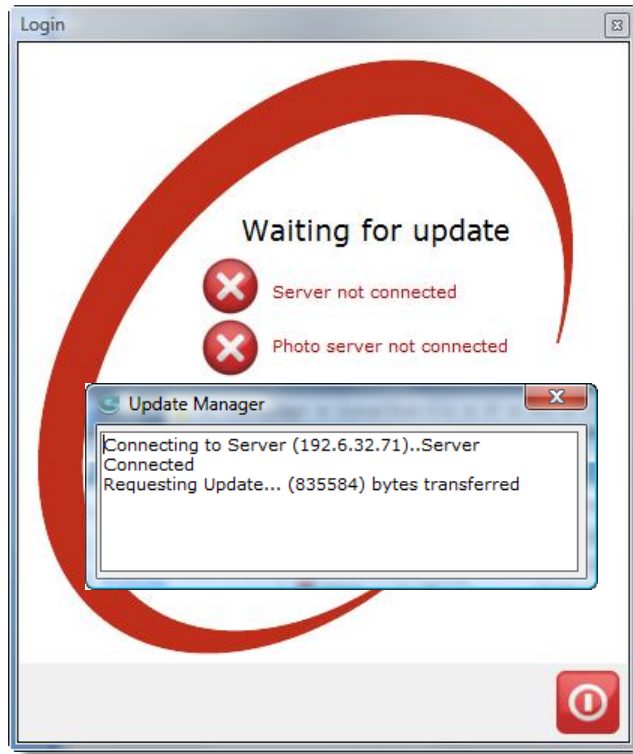 Login
Waiting for update
Server not connected
Photo server not connected
Update Manager
Connecting to Server (192.6.32.71)..Server
Connected
Requesting Update... (835584) bytes transferred